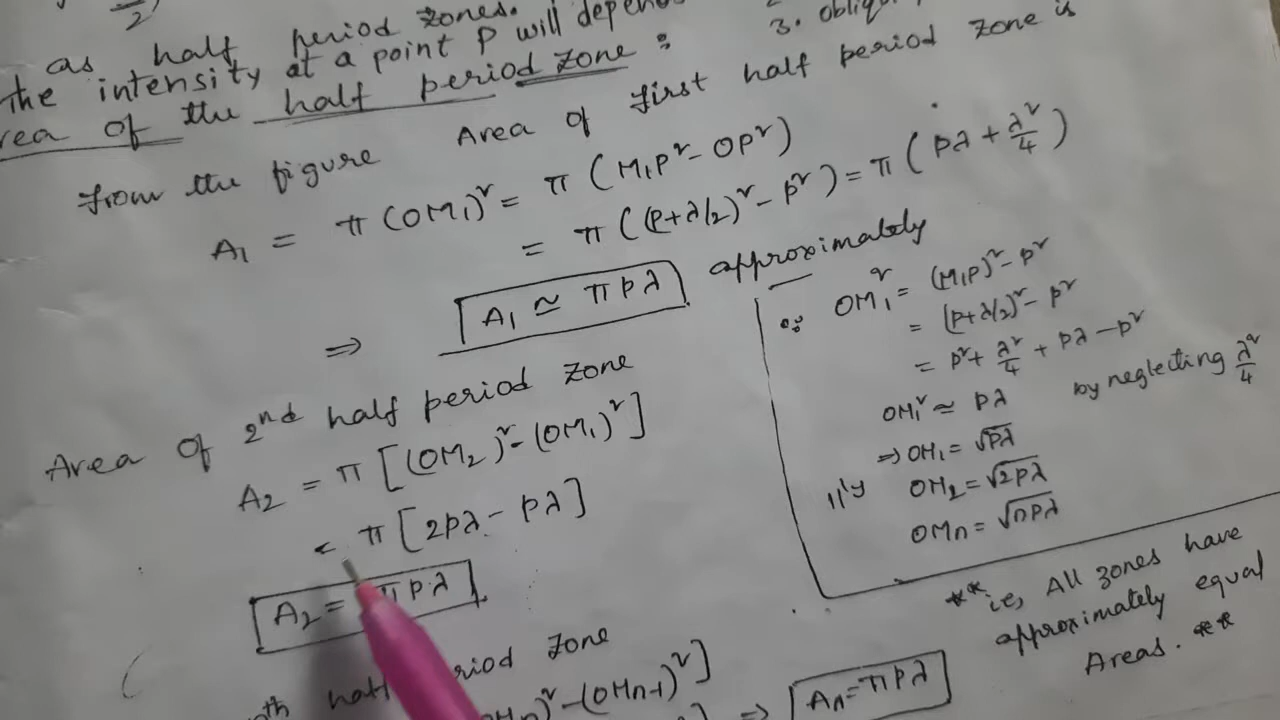 2
as half period zones.
The intensity at a point P will depend
3. obliqu
rea of the half period zone :
from the figure Area of first half period zone is
A₁ = π (OM₁)² = π (M₁P² - OP²)
= π ((P+λ/2)² - P²) = π (Pλ + λ²/4)
⇒ A₁ ≃ πPλ approximately
∵ OM₁² = (M₁P)² - P²
= (P+λ/2)² - P²
= P² + λ²/4 + Pλ - P²
OM₁² ≃ Pλ by neglecting λ²/4
⇒ OM₁ = √Pλ
||ly OM₂ = √2Pλ
OMn = √nPλ
** ie, All zones have
approximately equal
Areas. **
Area of 2nd half period zone
A₂ = π [(OM₂)² - (OM₁)²]
π [2Pλ - Pλ]
A₂ = πPλ
nth half period zone
)² - (OMn-1)²]
⇒ An = πPλ